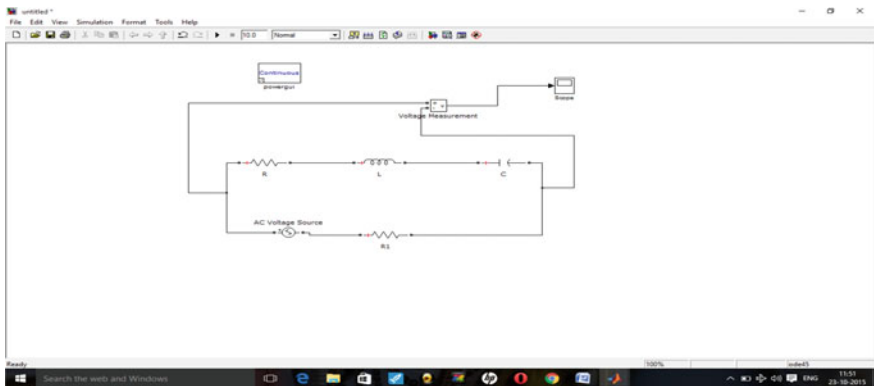 untitled *
File Edit View Simulation Format Tools Help
10.0 Normal
Continuous
powergui
Voltage Measurement
Scope
R L C
AC Voltage Source
R1
Ready 100% ode45
Search the web and Windows
ENG 11:51
23-10-2015